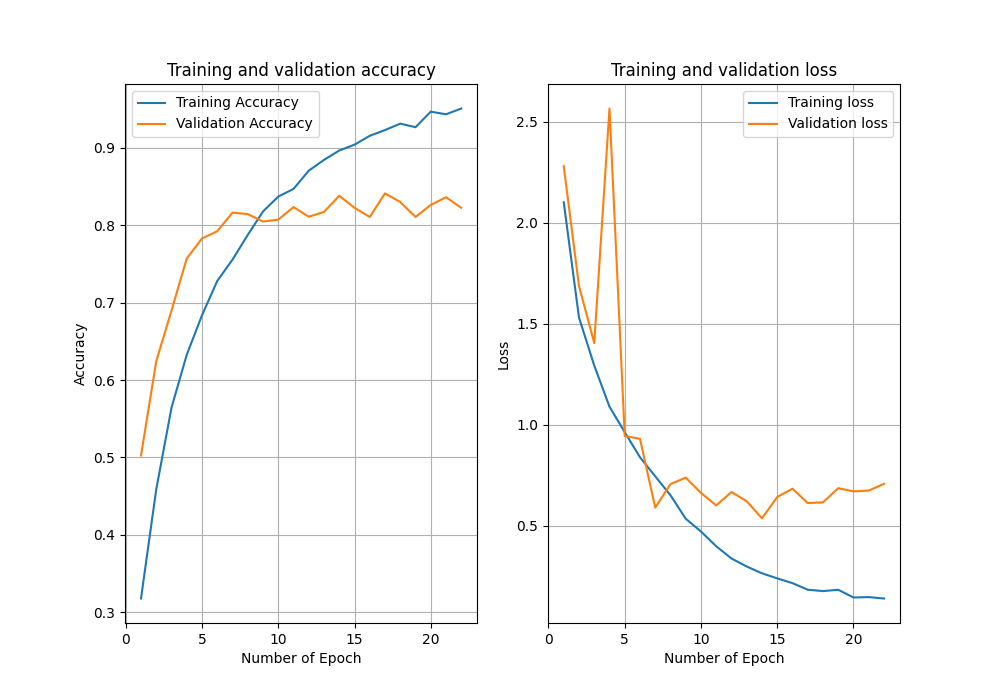 Training and validation accuracy
Training Accuracy
Validation Accuracy
0.9
0.8
0.7
0.6
0.5
0.4
0.3
Accuracy
0
5
10
15
20
Number of Epoch
Training and validation loss
Training loss
Validation loss
2.5
2.0
1.5
1.0
0.5
Loss
0
5
10
15
20
Number of Epoch